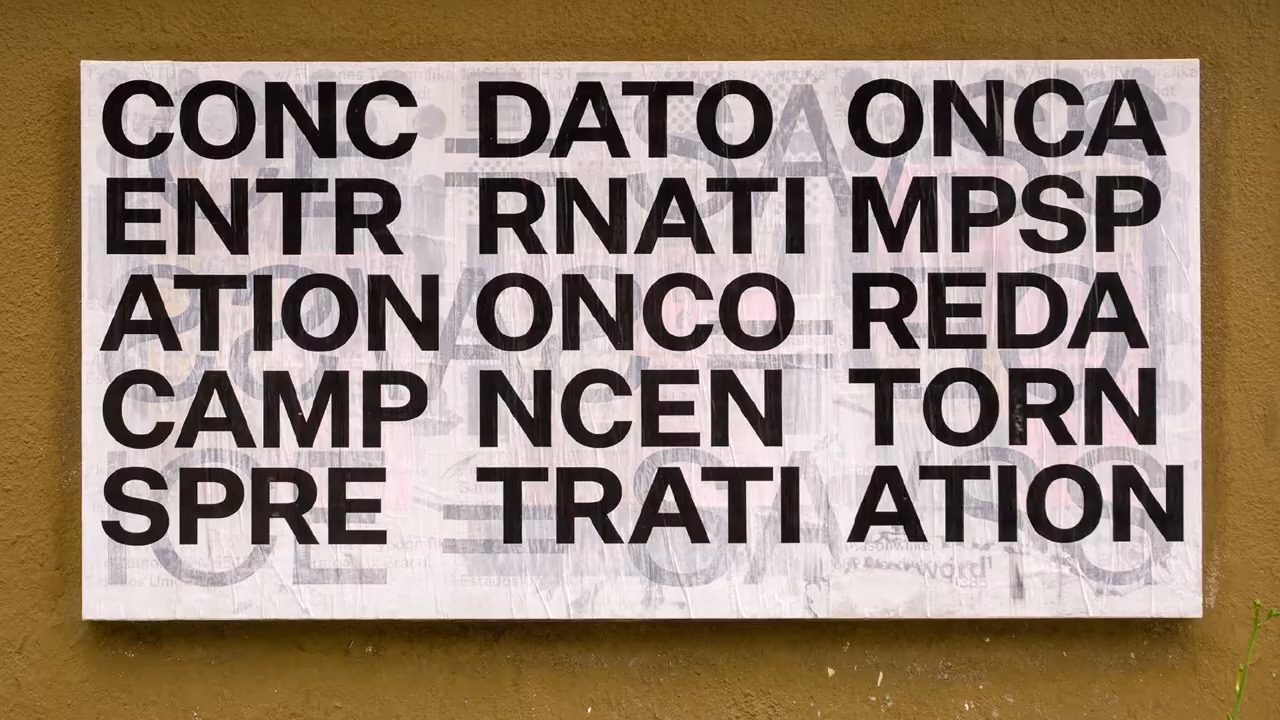 CONC
ENTR
ATION
CAMP
SPRE
DATO
RNATI
ONCO
NCEN
TRATI
ONCA
MPSP
REDA
TORN
ATION